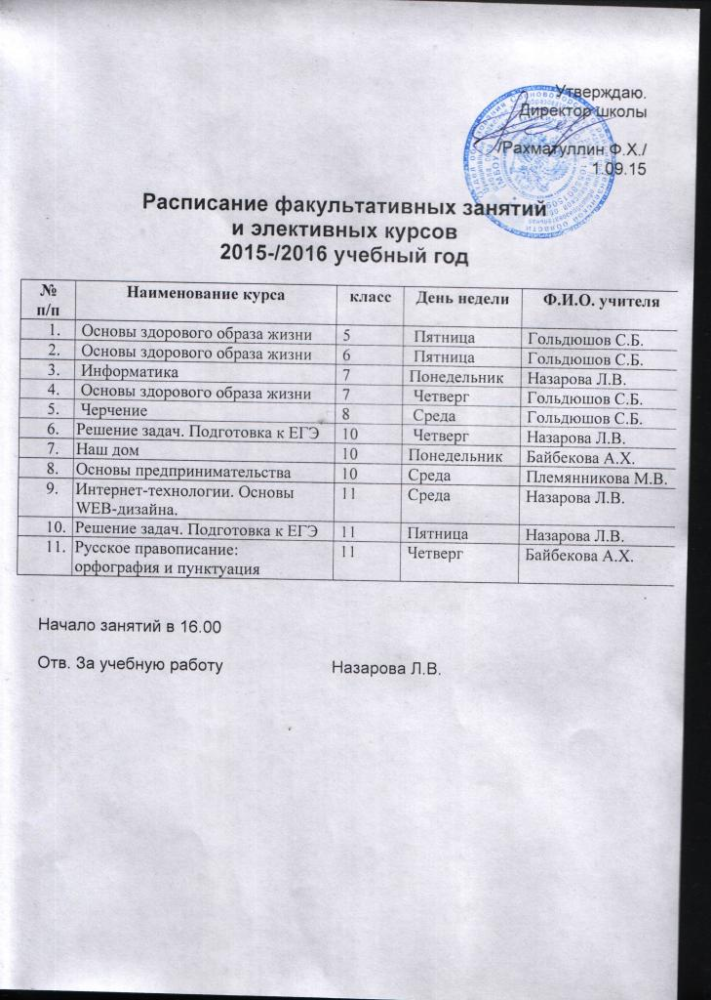 Утверждаю.
Директор школы
/Рахматуллин Ф.Х./
1.09.15
Расписание факультативных занятий
и элективных курсов
2015-/2016 учебный год
№ п/п Наименование курса класс День недели Ф.И.О. учителя
1. Основы здорового образа жизни 5 Пятница Гольдюшов С.Б.
2. Основы здорового образа жизни 6 Пятница Гольдюшов С.Б.
3. Информатика 7 Понедельник Назарова Л.В.
4. Основы здорового образа жизни 7 Четверг Гольдюшов С.Б.
5. Черчение 8 Среда Гольдюшов С.Б.
6. Решение задач. Подготовка к ЕГЭ 10 Четверг Назарова Л.В.
7. Наш дом 10 Понедельник Байбекова А.Х.
8. Основы предпринимательства 10 Среда Племянникова М.В.
9. Интернет-технологии. Основы 11 Среда Назарова Л.В.
WEB-дизайна.
10. Решение задач. Подготовка к ЕГЭ 11 Пятница Назарова Л.В.
11. Русское правописание: 11 Четверг Байбекова А.Х.
орфография и пунктуация
Начало занятий в 16.00
Отв. За учебную работу Назарова Л.В.